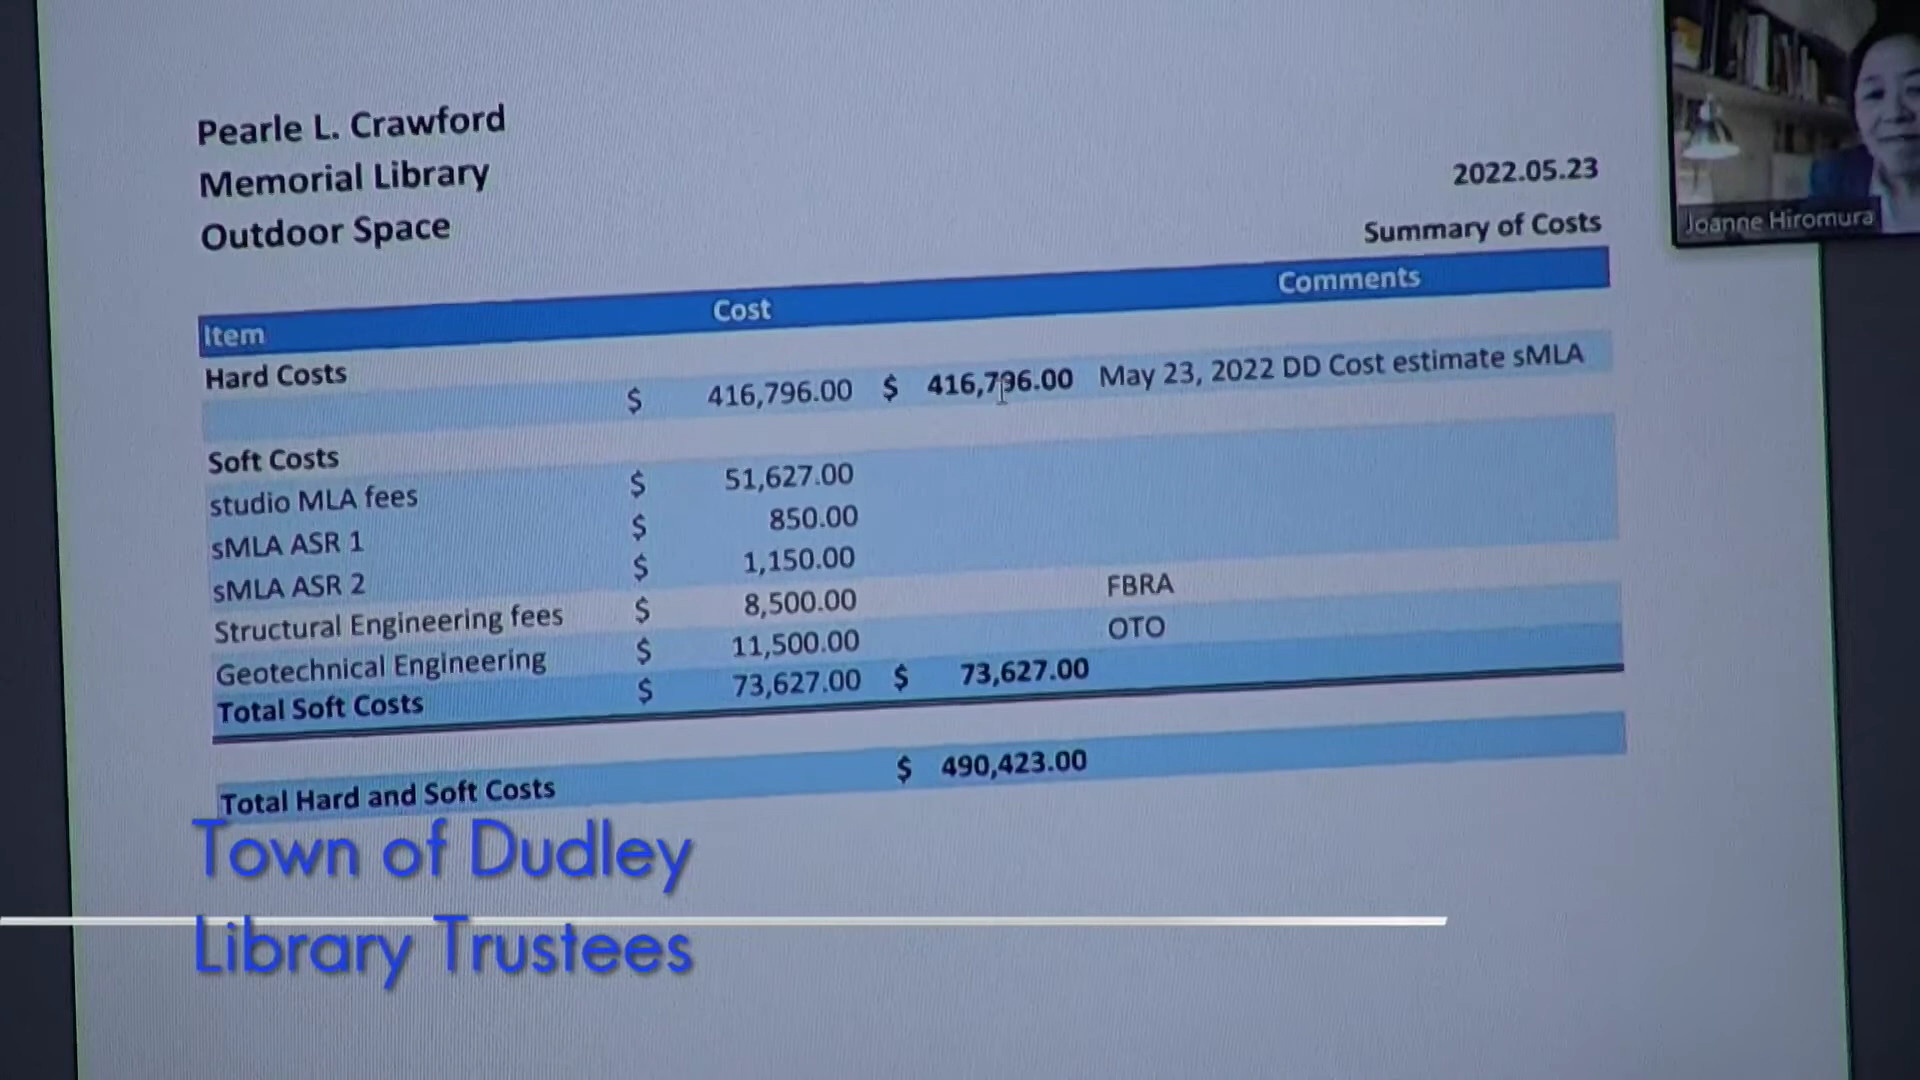 Pearle L. Crawford
Memorial Library
Outdoor Space
2022.05.23
Summary of Costs
Joanne Hiromura
Item Cost Comments
Hard Costs
$ 416,796.00 $ 416,796.00 May 23, 2022 DD Cost estimate sMLA
Soft Costs
studio MLA fees $ 51,627.00
sMLA ASR 1 $ 850.00
sMLA ASR 2 $ 1,150.00
Structural Engineering fees $ 8,500.00 FBRA
Geotechnical Engineering $ 11,500.00 OTO
Total Soft Costs $ 73,627.00 $ 73,627.00
Total Hard and Soft Costs $ 490,423.00
Town of Dudley
Library Trustees